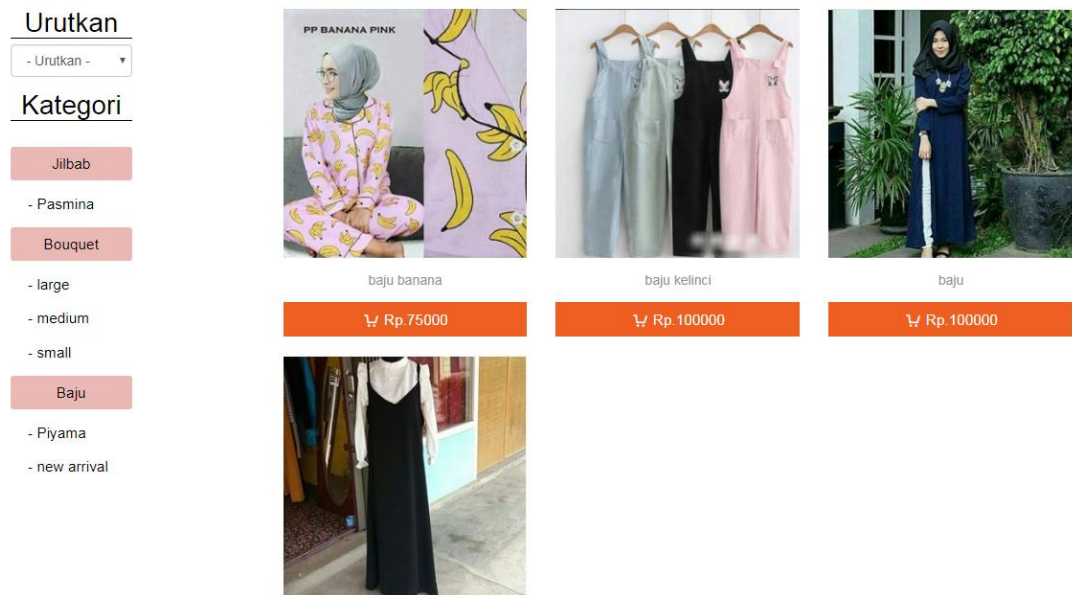 Urutkan
- Urutkan -
Kategori
Jilbab
- Pasmina
Bouquet
- large
- medium
- small
Baju
- Piyama
- new arrival
PP BANANA PINK
baju banana
Rp.75000
baju kelinci
Rp.100000
baju
Rp.100000